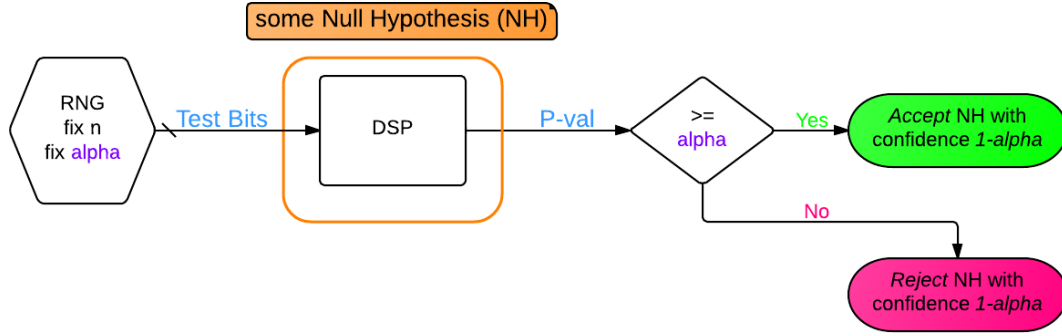 some Null Hypothesis (NH)
RNG
fix n
fix alpha
Test Bits
DSP
P-val
>=
alpha
Yes
Accept NH with
confidence 1-alpha
No
Reject NH with
confidence 1-alpha